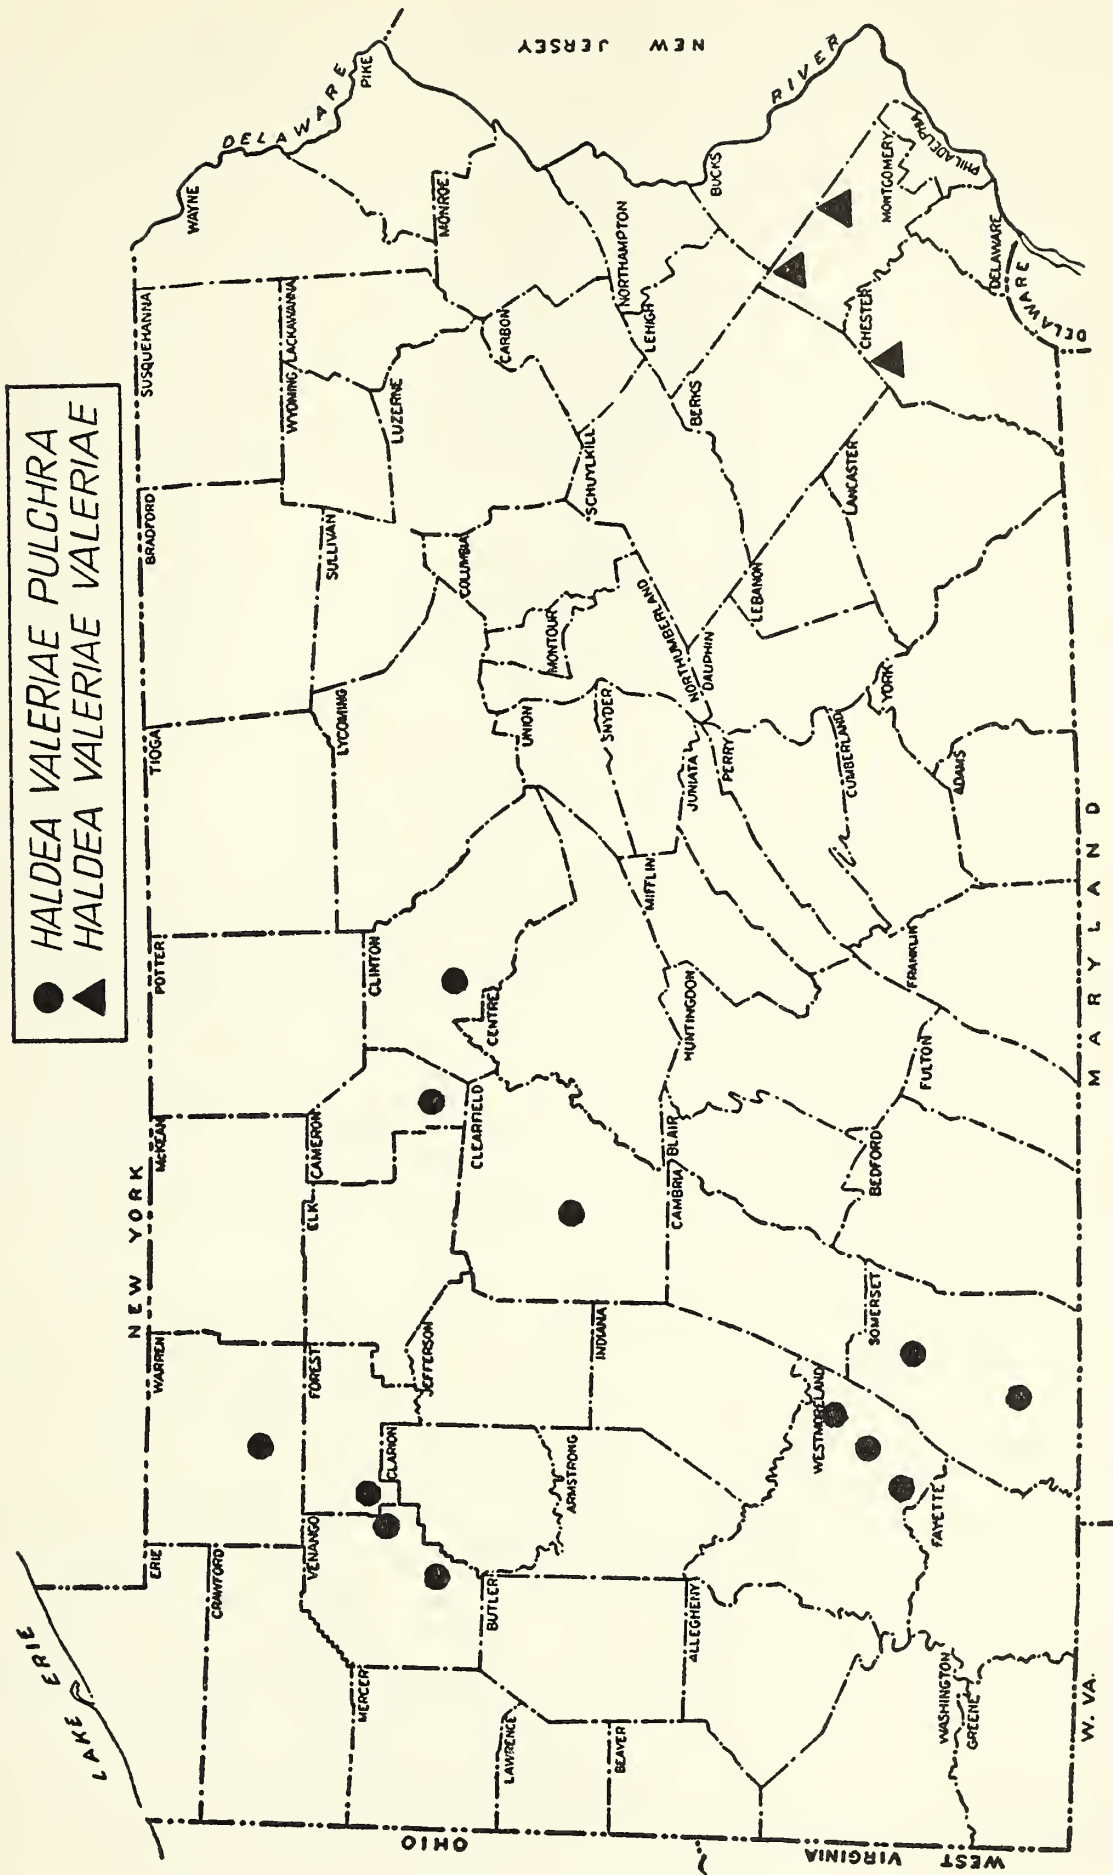 HALDEA VALERIAE PULCHRA
HALDEA VALERIAE VALERIAE
LAKE ERIE
NEW YORK
NEW JERSEY
DELAWARE
RIVER
ERIE
CRAWFORD
WARREN
McKEAN
POTTER
TIOGA
BRADFORD
SUSQUEHANNA
WAYNE
PIKE
WYOMING
LACKAWANNA
VENANGO
FOREST
ELK
CAMERON
LYCOMING
SULLIVAN
LUZERNE
MONROE
MERCER
CLARION
JEFFERSON
CLINTON
CLEARFIELD
CENTRE
COLUMBIA
CARBON
LAWRENCE
BUTLER
ARMSTRONG
INDIANA
UNION
MONTOUR
SCHUYLKILL
NORTHAMPTON
LEHIGH
BEAVER
ALLEGHENY
CAMBRIA
BLAIR
HUNTINGDON
MIFFLIN
SNYDER
JUNIATA
NORTHUMBERLAND
DAUPHIN
PERRY
LEBANON
BERKS
BUCKS
WESTMORELAND
SOMERSET
BEDFORD
CUMBERLAND
YORK
LANCASTER
CHESTER
MONTGOMERY
PHILADELPHIA
WASHINGTON
GREENE
FAYETTE
FULTON
FRANKLIN
ADAMS
DELAWARE
DELAWARE
OHIO
WEST VIRGINIA
W. VA.
MARYLAND